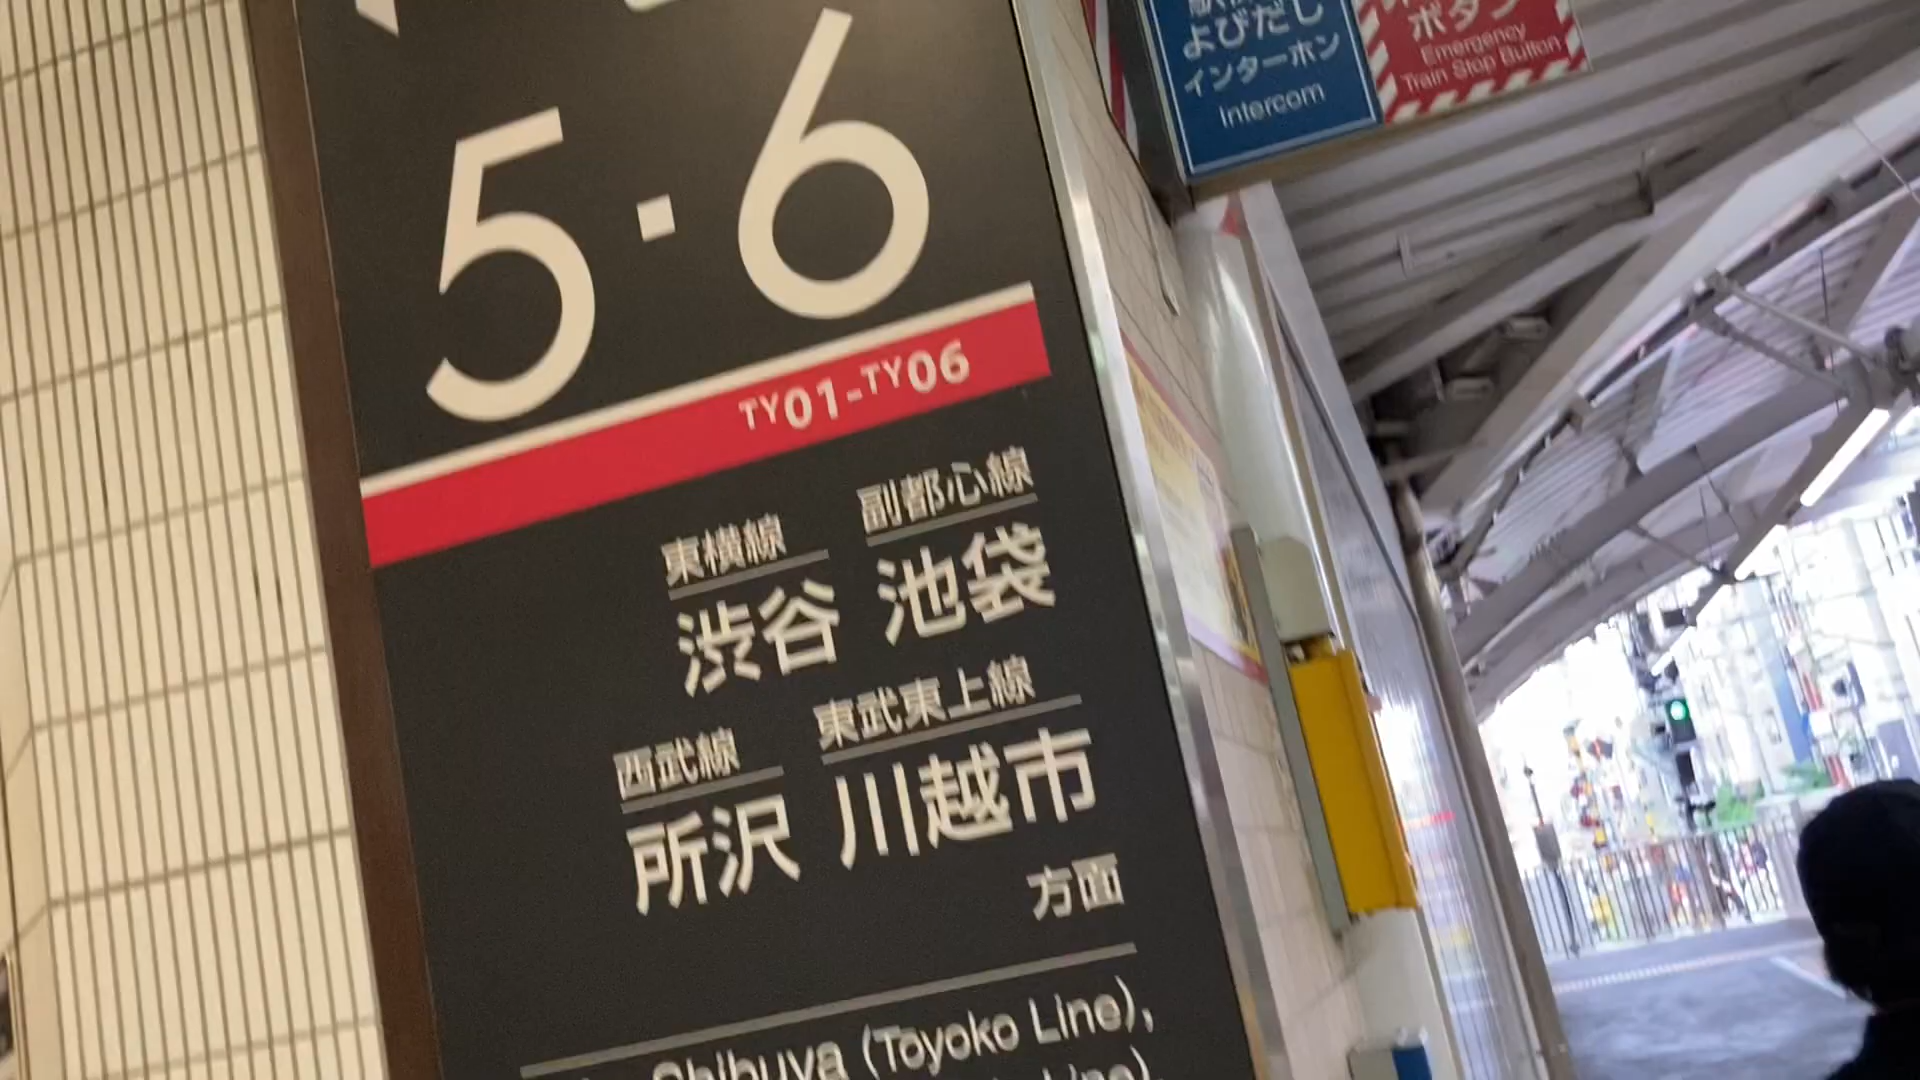 5・6
TY01-TY06
東横線 副都心線
渋谷 池袋
西武線 東武東上線
所沢 川越市
方面
Shibuya (Toyoko Line),
Line),
よびだし
インターホン
Intercom
ボタン
Emergency
Train Stop Button